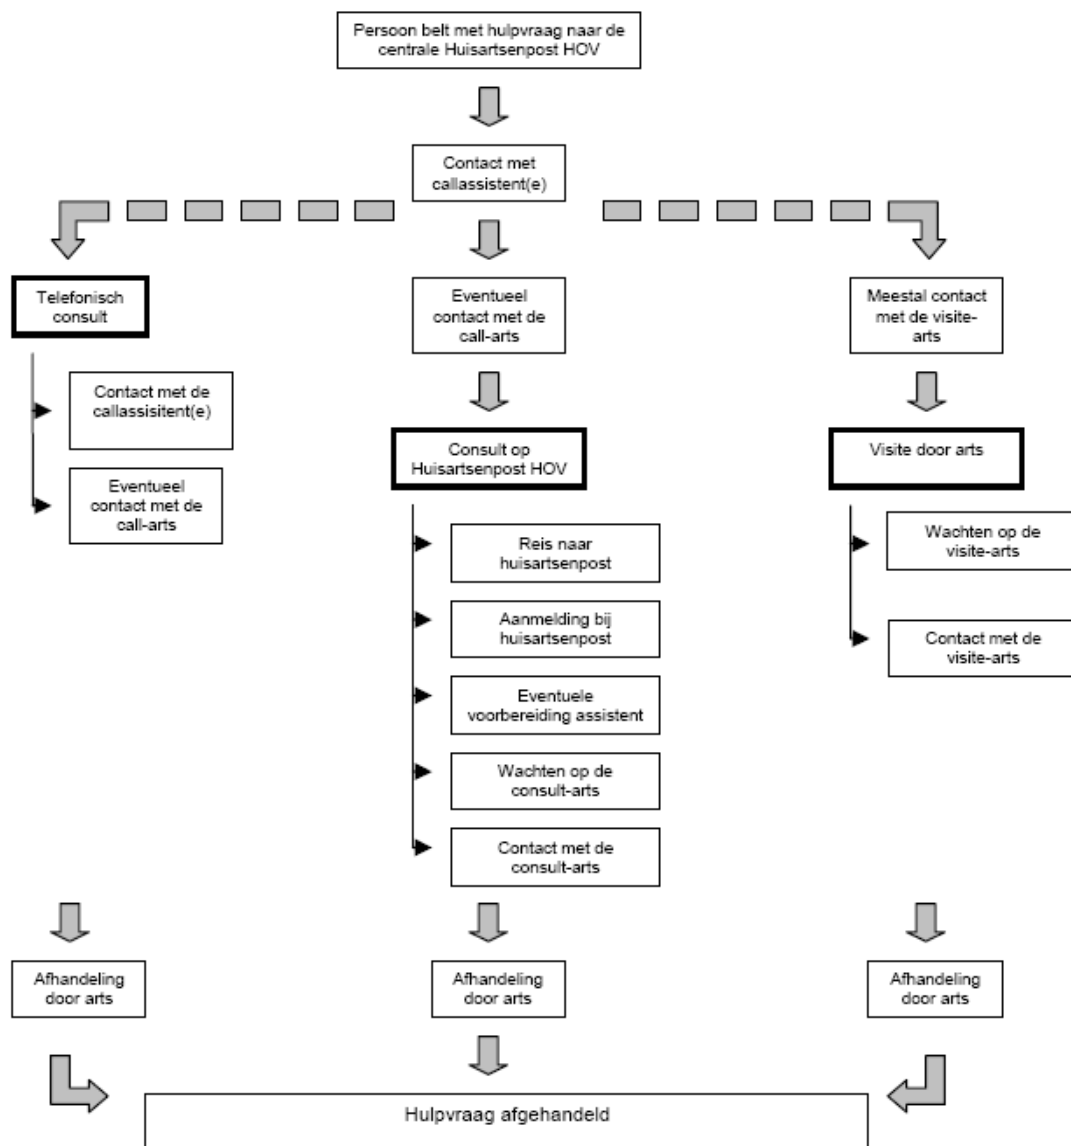 Persoon belt met hulpvraag naar de
centrale Huisartsenpost HOV
Contact met
callassistent(e)
Telefonisch
consult
Contact met de
callassisitent(e)
Eventueel
contact met de
call-arts
Eventueel
contact met de
call-arts
Consult op
Huisartsenpost HOV
Reis naar
huisartsenpost
Aanmelding bij
huisartsenpost
Eventuele
voorbereiding assistent
Wachten op de
consult-arts
Contact met de
consult-arts
Meestal contact
met de visite-
arts
Visite door arts
Wachten op de
visite-arts
Contact met de
visite-arts
Afhandeling
door arts
Afhandeling
door arts
Afhandeling
door arts
Hulpvraag afgehandeld